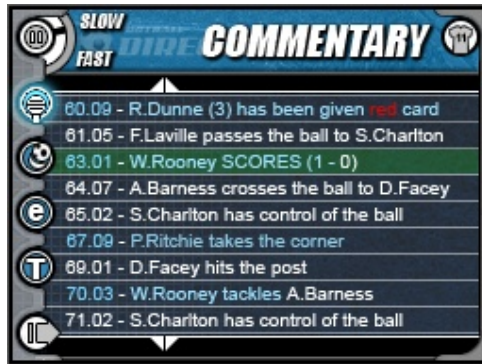 SLOW
FAST
COMMENTARY
11
60.09 - R.Dunne (3) has been given red card
61.05 - F.Laville passes the ball to S.Charlton
63.01 - W.Rooney SCORES (1 - 0)
64.07 - A.Barness crosses the ball to D.Facey
65.02 - S.Charlton has control of the ball
67.09 - P.Ritchie takes the corner
69.01 - D.Facey hits the post
70.03 - W.Rooney tackles A.Barness
71.02 - S.Charlton has control of the ball
e
T